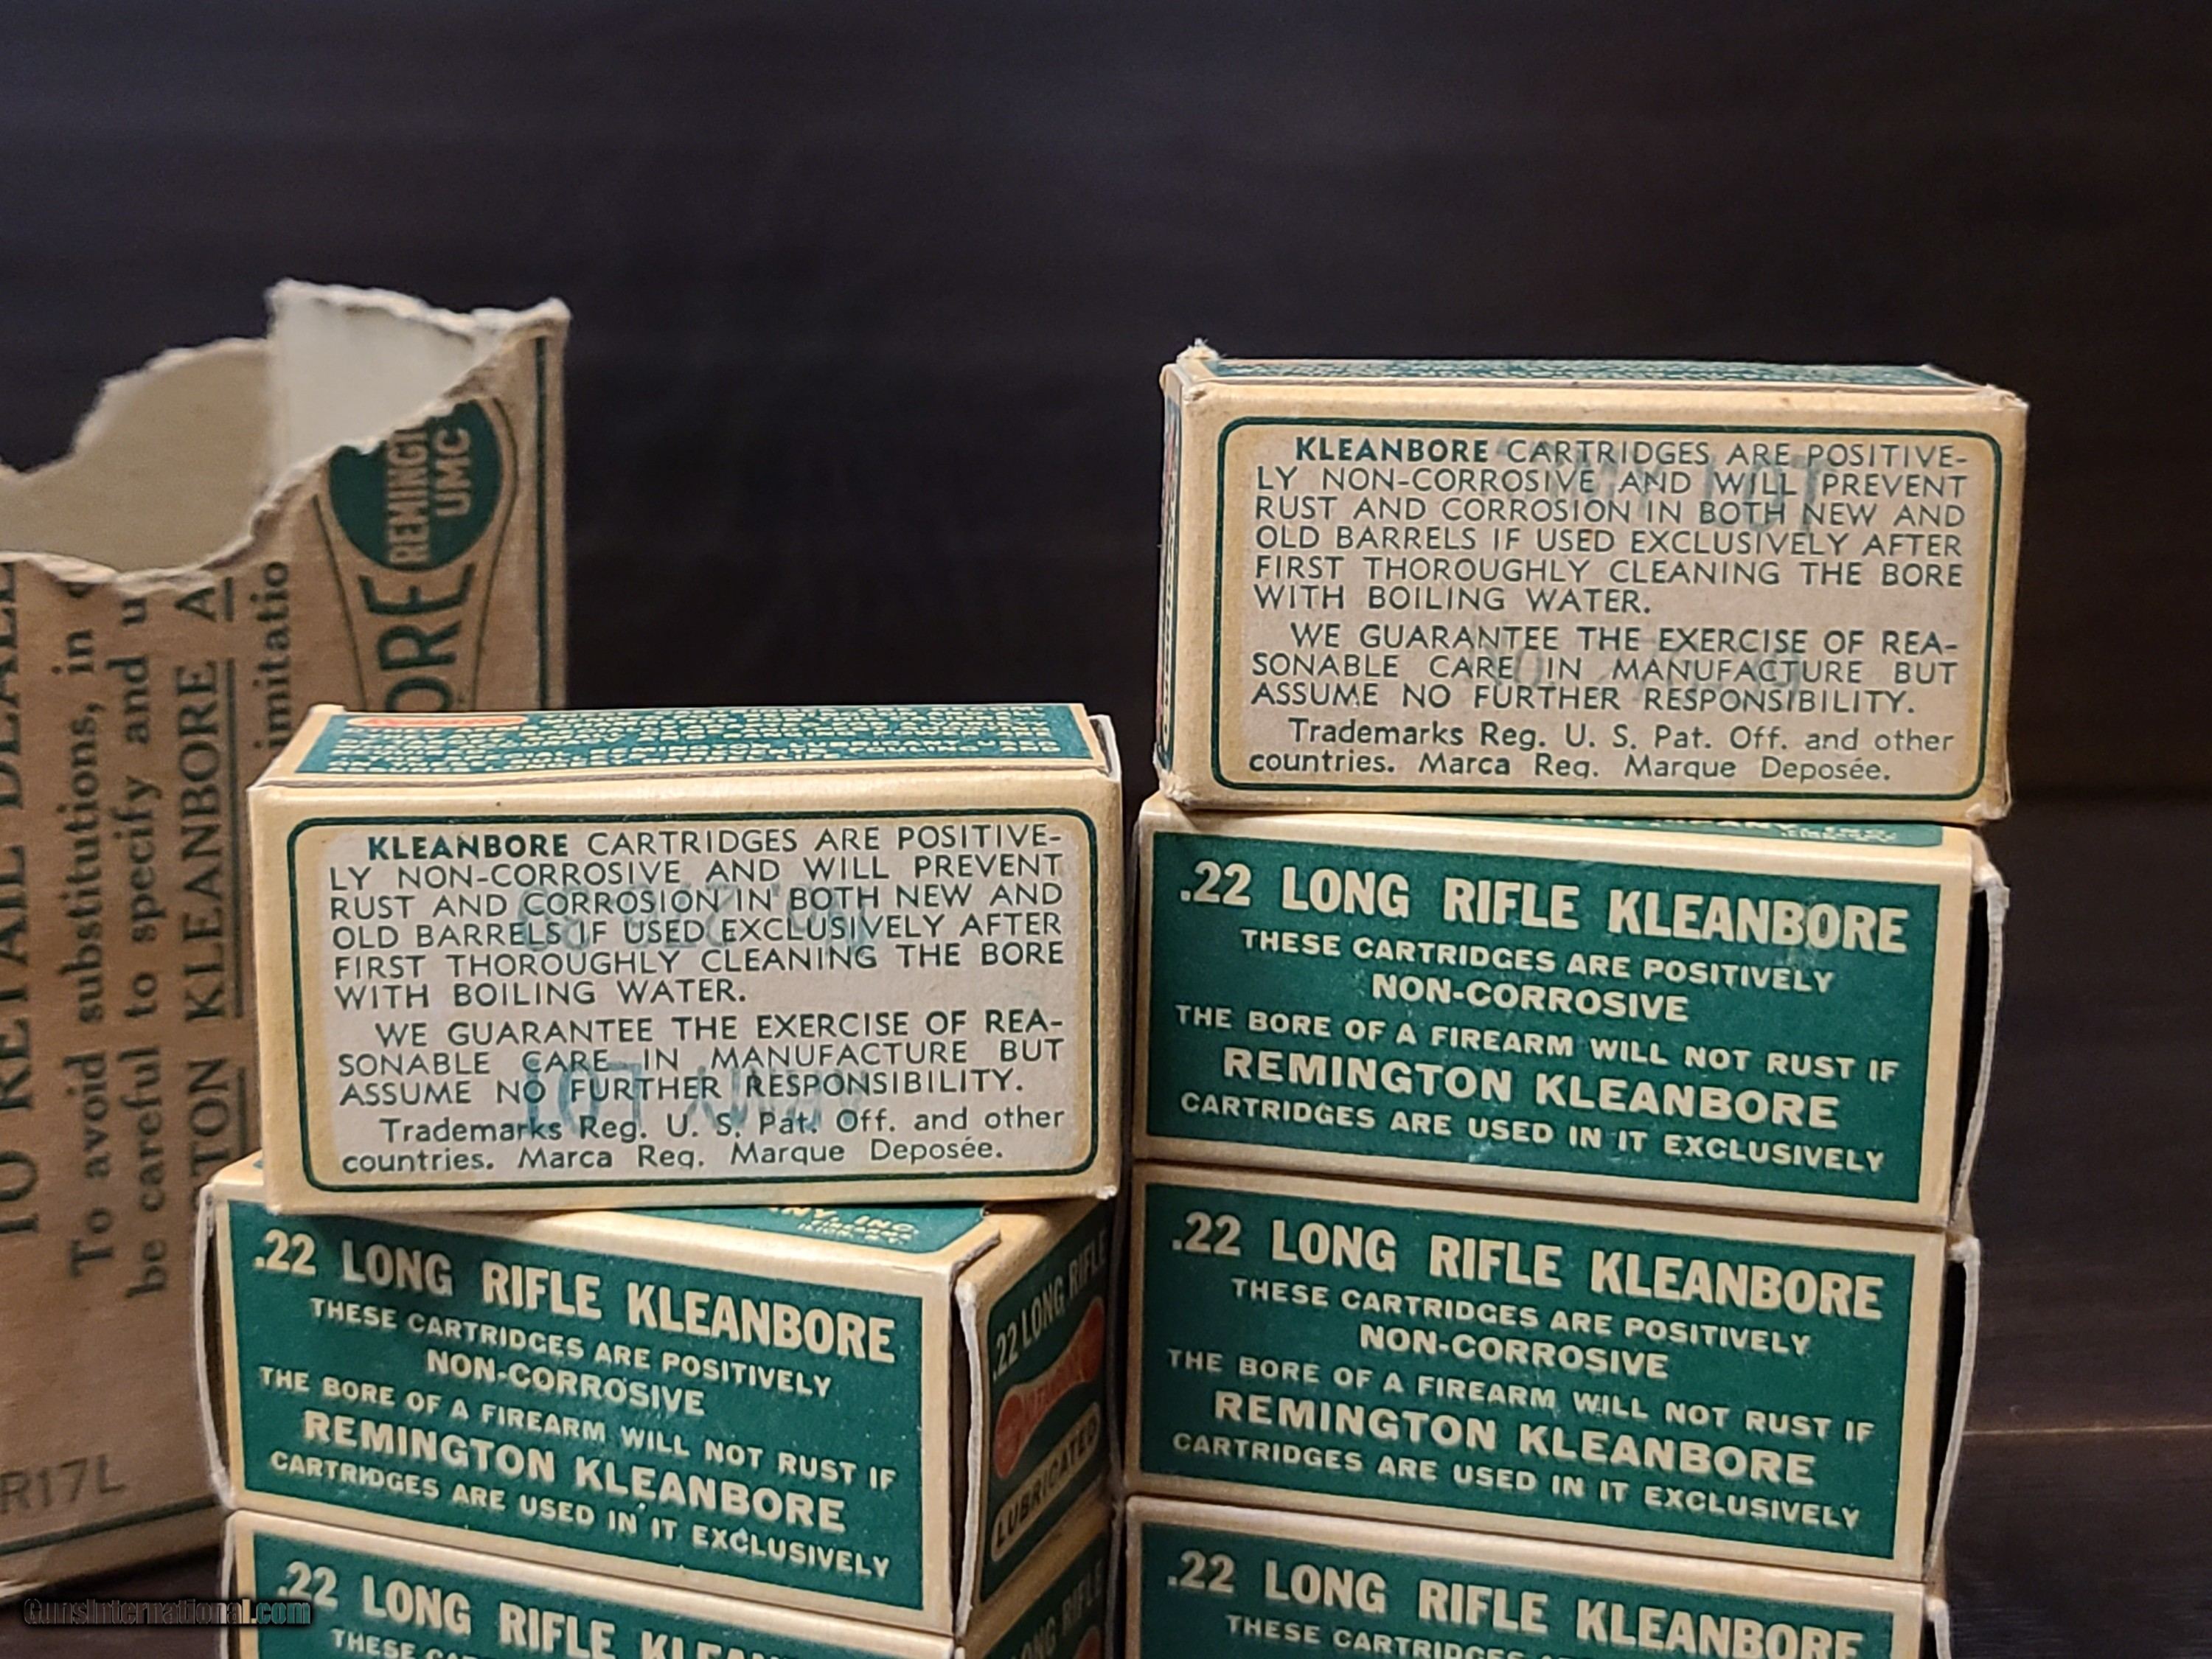 REMINGT
UMC
ORE
TO RETAIL DEALE
To avoid substitutions, in
be careful to specify and u
TON KLEANBORE A
imitatio
R17L
KLEANBORE CARTRIDGES ARE POSITIVE-
LY NON-CORROSIVE AND WILL PREVENT
RUST AND CORROSION IN BOTH NEW AND
OLD BARRELS IF USED EXCLUSIVELY AFTER
FIRST THOROUGHLY CLEANING THE BORE
WITH BOILING WATER.
WE GUARANTEE THE EXERCISE OF REA-
SONABLE CARE IN MANUFACTURE BUT
ASSUME NO FURTHER RESPONSIBILITY.
Trademarks Reg. U. S. Pat. Off. and other
countries. Marca Reg. Marque Deposée.
ARMY LOT
.22 LONG RIFLE KLEANBORE
THESE CARTRIDGES ARE POSITIVELY
NON-CORROSIVE
THE BORE OF A FIREARM WILL NOT RUST IF
REMINGTON KLEANBORE
CARTRIDGES ARE USED IN IT EXCLUSIVELY
.22 LONG RIFLE
LUBRICATED
.22 LONG RIFLE KLEAN
THESE CAR
KLEANBORE CARTRIDGES ARE POSITIVE-
LY NON-CORROSIVE AND WILL PREVENT
RUST AND CORROSION IN BOTH NEW AND
OLD BARRELS IF USED EXCLUSIVELY AFTER
FIRST THOROUGHLY CLEANING THE BORE
WITH BOILING WATER.
WE GUARANTEE THE EXERCISE OF REA-
SONABLE CARE IN MANUFACTURE BUT
ASSUME NO FURTHER RESPONSIBILITY.
Trademarks Reg. U. S. Pat. Off. and other
countries. Marca Reg. Marque Deposée.
ARMY LOT
.22 LONG RIFLE KLEANBORE
THESE CARTRIDGES ARE POSITIVELY
NON-CORROSIVE
THE BORE OF A FIREARM WILL NOT RUST IF
REMINGTON KLEANBORE
CARTRIDGES ARE USED IN IT EXCLUSIVELY
.22 LONG RIFLE KLEANBORE
THESE CARTRIDGES ARE POSITIVELY
NON-CORROSIVE
THE BORE OF A FIREARM WILL NOT RUST IF
REMINGTON KLEANBORE
CARTRIDGES ARE USED IN IT EXCLUSIVELY
.22 LONG RIFLE KLEANBORE
THESE CARTRIDGES ARE POSITIVELY
GunsInternational.com